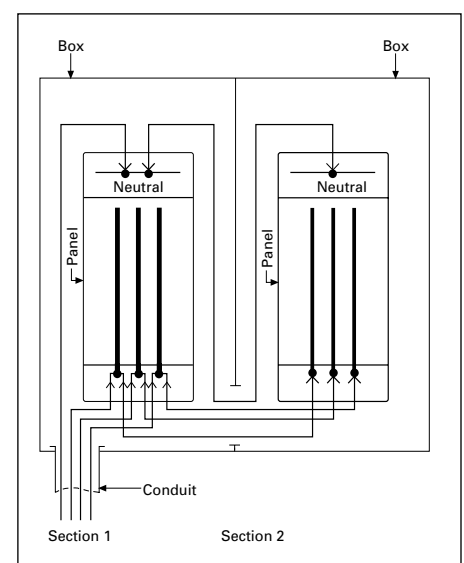 Box
Box
Neutral
Neutral
Panel
Panel
Conduit
Section 1
Section 2